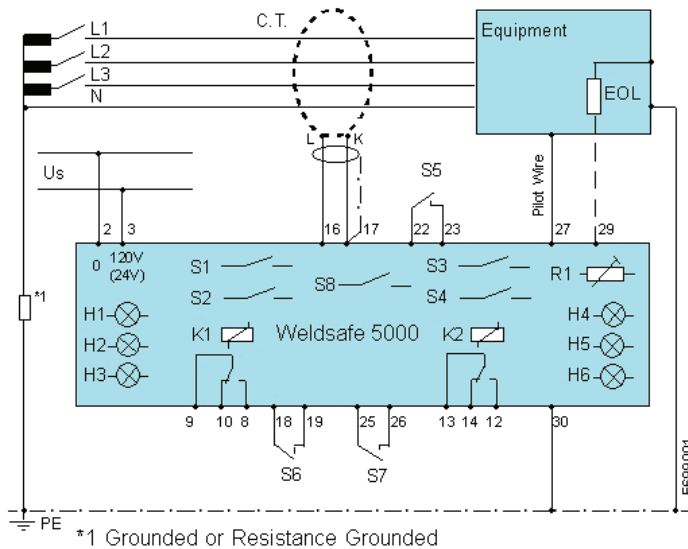 L1
C.T.
Equipment
L2
L3
EOL
N
L K
Us
S5
Pilot Wire
2 3 16 17 22 23 27 29
0 120V (24V)
S1 S8 S3 R1
S2 S4
H1 K1 Weldsafe 5000 K2 H4
H2 H5
H3 H6
*1
9 10 8 18 19 25 26 13 14 12 30
S6 S7
PE
*1 Grounded or Resistance Grounded